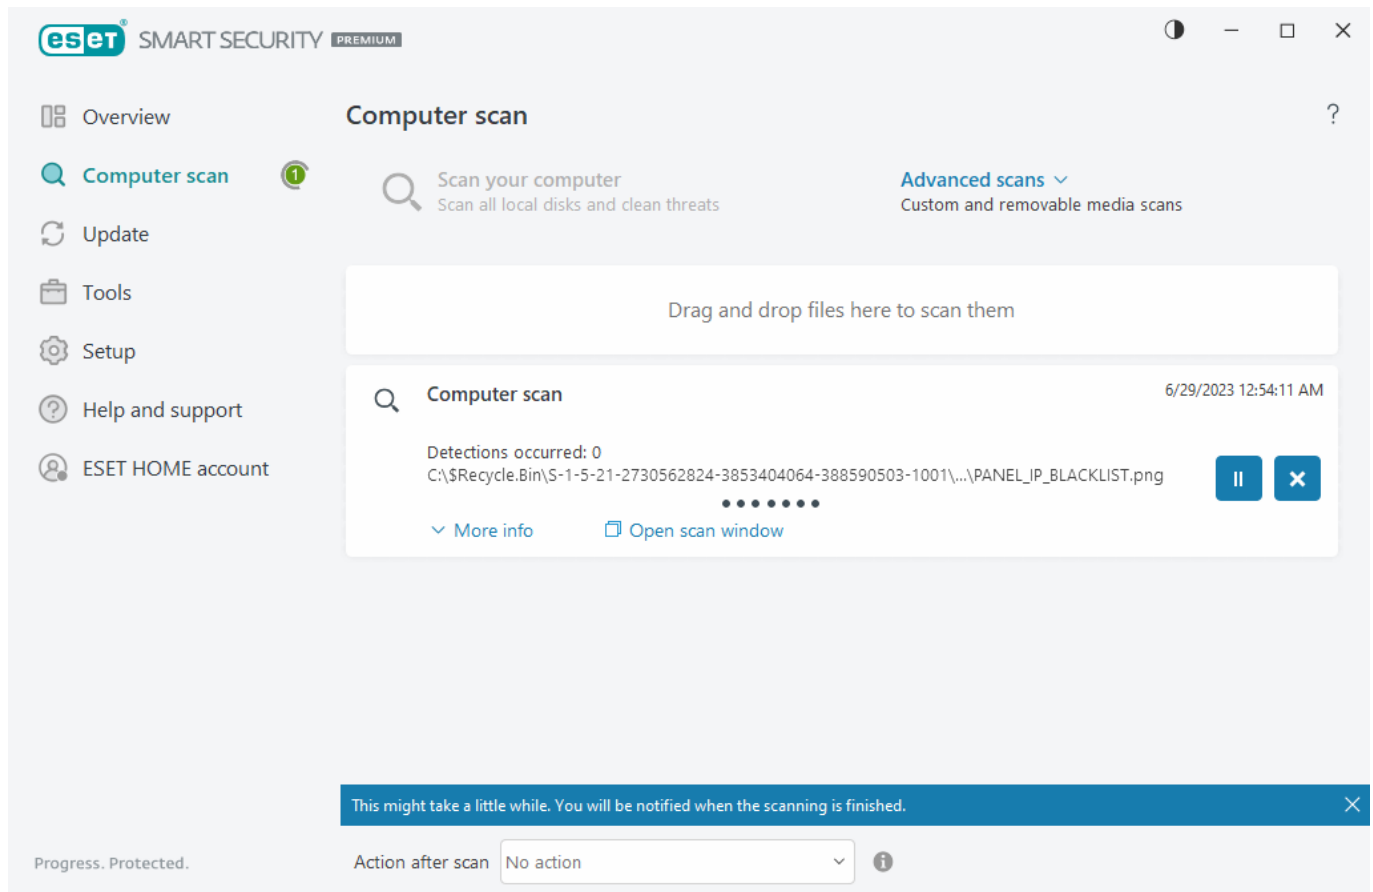 eset® SMART SECURITY PREMIUM
Overview
Computer scan 1
Update
Tools
Setup
Help and support
ESET HOME account
Progress. Protected.
Computer scan
?
Scan your computer
Scan all local disks and clean threats
Advanced scans
Custom and removable media scans
Drag and drop files here to scan them
Computer scan
6/29/2023 12:54:11 AM
Detections occurred: 0
C:\$Recycle.Bin\S-1-5-21-2730562824-3853404064-388590503-1001\...\PANEL_IP_BLACKLIST.png
More info
Open scan window
This might take a little while. You will be notified when the scanning is finished.
Action after scan No action